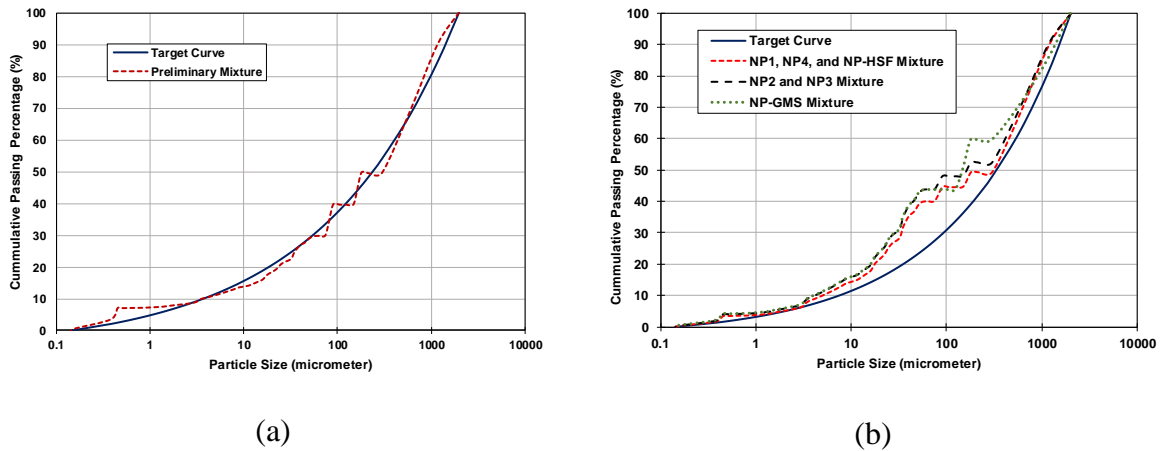 100
90
80
70
60
50
40
30
20
10
0
Cummulative Passing Percentage (%)
Target Curve
Preliminary Mixture
0.1 1 10 100 1000 10000
Particle Size (micrometer)
(a)
100
90
80
70
60
50
40
30
20
10
0
Cumulative Passing Percentage (%)
Target Curve
NP1, NP4, and NP-HSF Mixture
NP2 and NP3 Mixture
NP-GMS Mixture
0.1 1 10 100 1000 10000
Particle Size (micrometer)
(b)